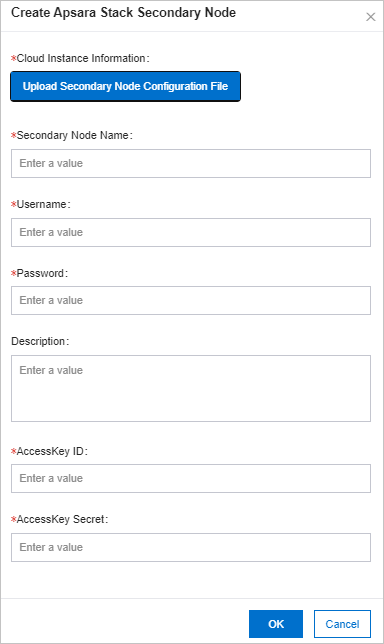 Create Apsara Stack Secondary Node
*Cloud Instance Information:
Upload Secondary Node Configuration File
*Secondary Node Name:
Enter a value
*Username:
Enter a value
*Password:
Enter a value
Description:
Enter a value
*AccessKey ID:
Enter a value
*AccessKey Secret:
Enter a value
OK Cancel